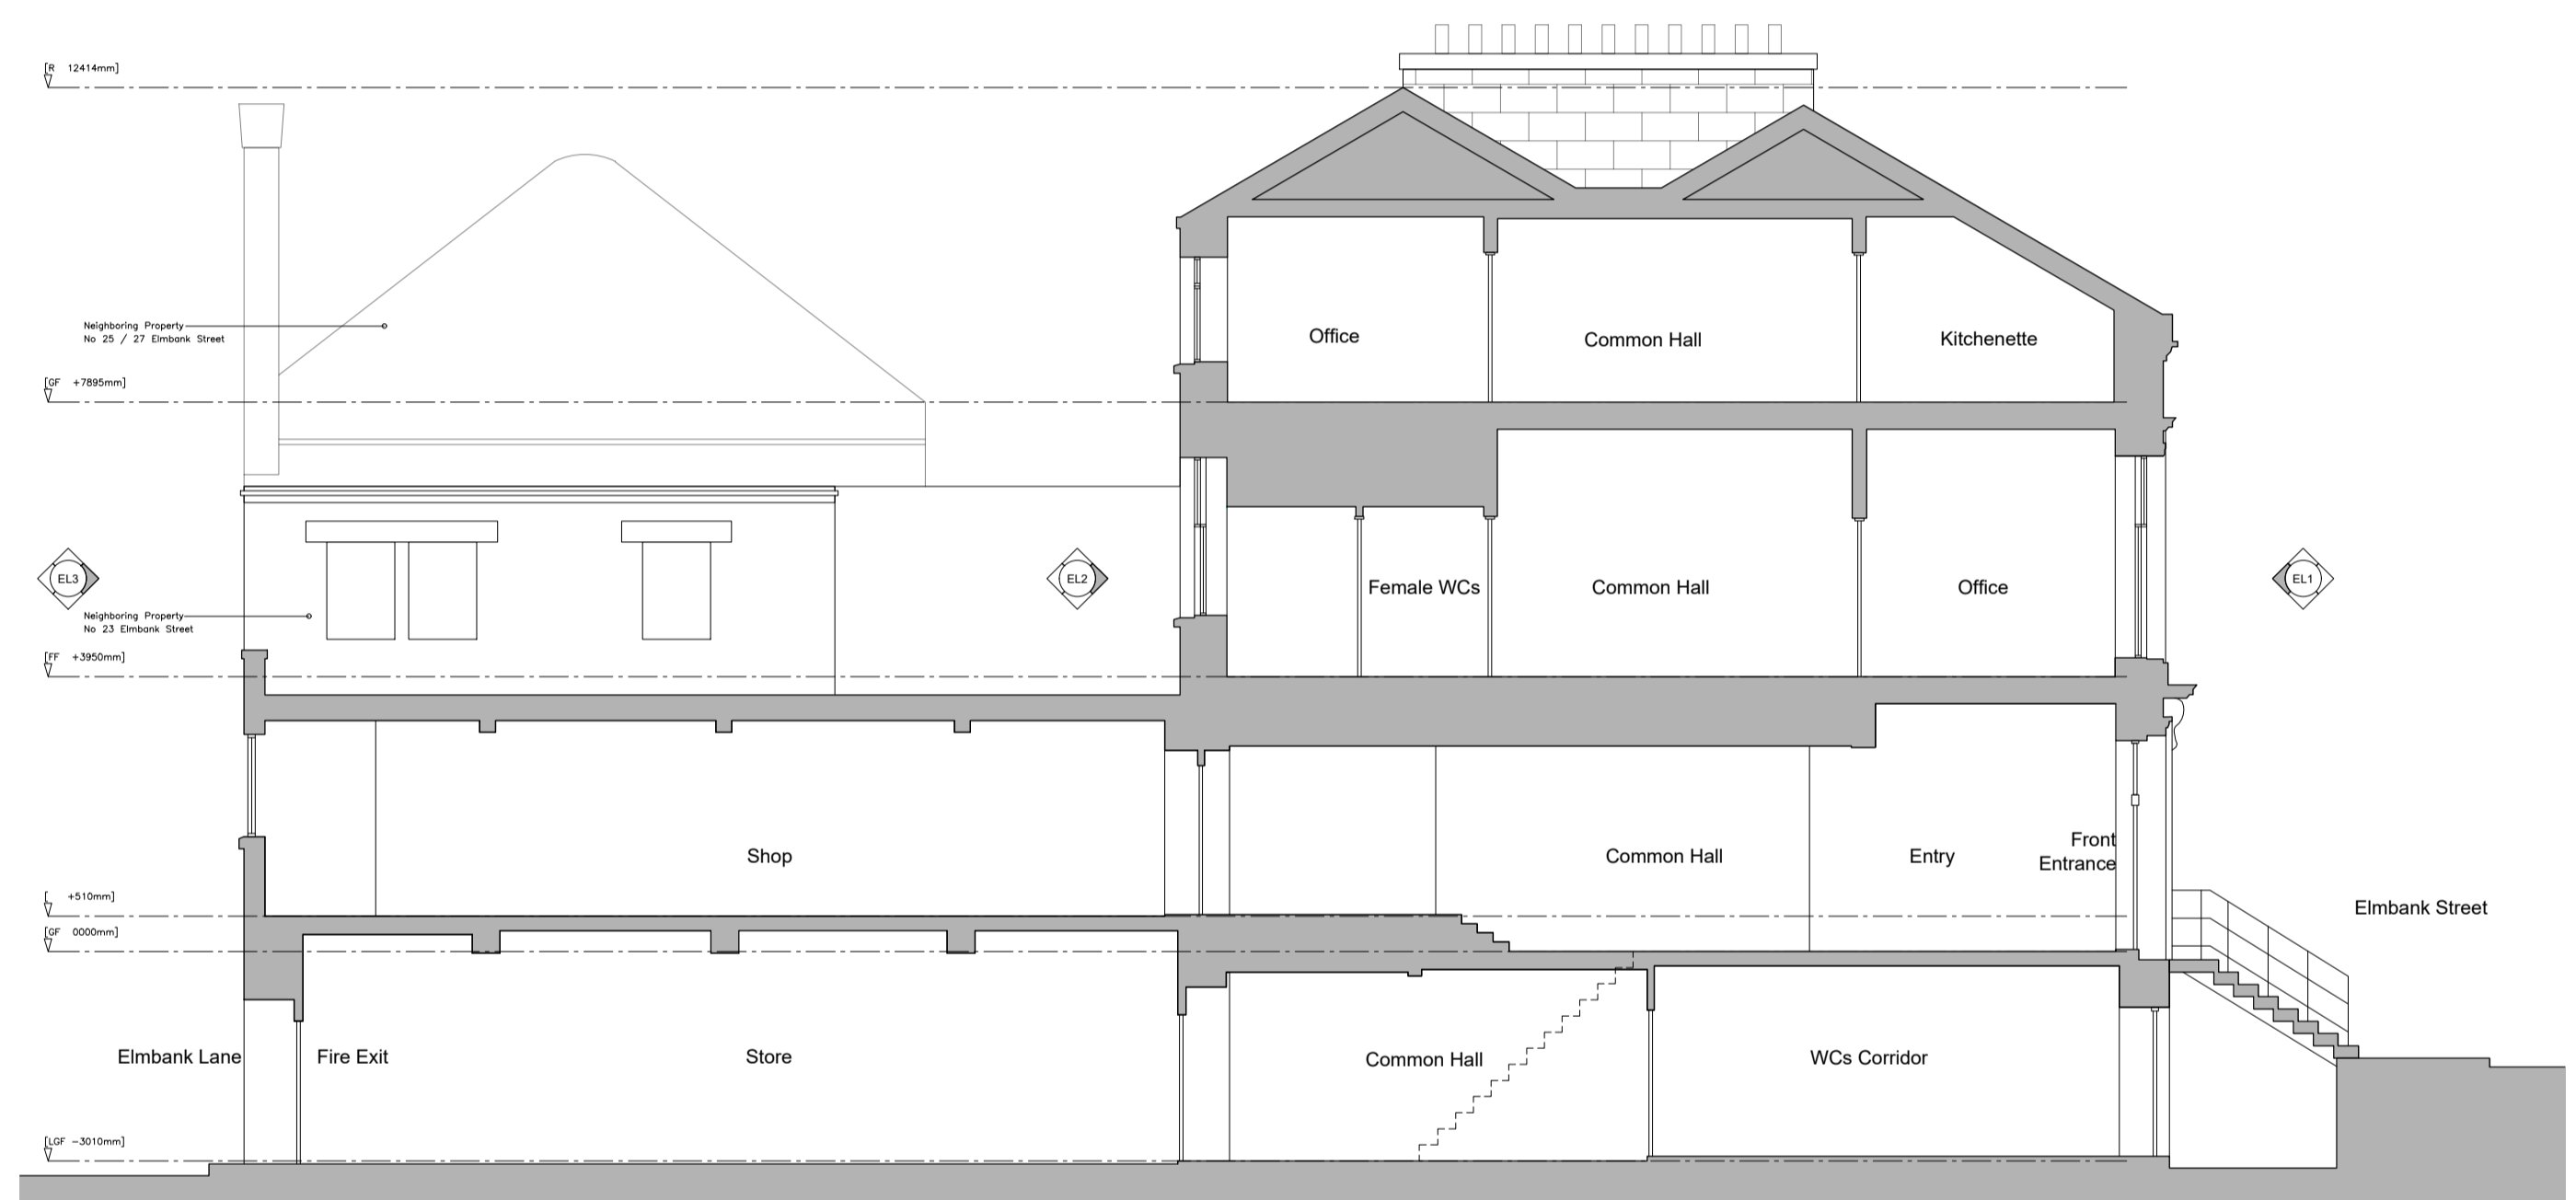 [R 12414mm]
Neighboring Property
No 25 / 27 Elmbank Street
Office
Common Hall
Kitchenette
[GF +7895mm]
EL3
EL2
Female WCs
Common Hall
Office
EL1
Neighboring Property
No 23 Elmbank Street
[FF +3950mm]
Shop
Common Hall
Entry
Front
Entrance
[ +510mm]
Elmbank Street
[GF 0000mm]
Elmbank Lane
Fire Exit
Store
Common Hall
WCs Corridor
[LGF -3010mm]